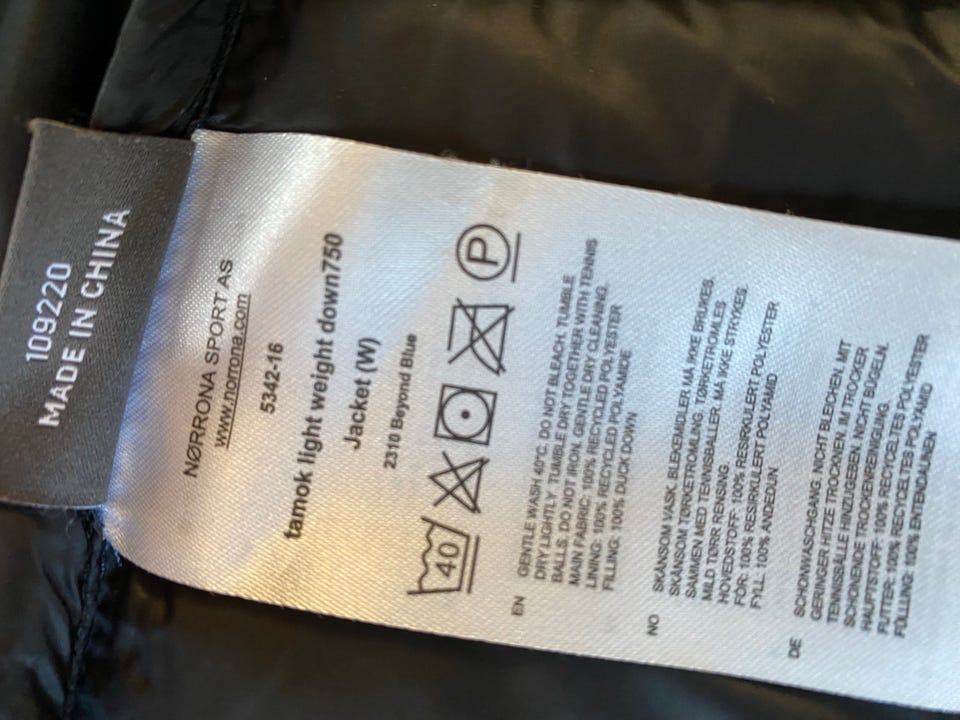 109220
MADE IN CHINA
NØRRONA SPORT AS
www.norrona.com
5342-16
tamok light weight down750
Jacket (W)
2310 Beyond Blue
40
P
EN
GENTLE WASH 40°C. DO NOT BLEACH. TUMBLE
DRY LIGHTLY. TUMBLE DRY TOGETHER WITH TENNIS
BALLS. DO NOT IRON. GENTLE DRY CLEANING.
MAIN FABRIC: 100% RECYCLED POLYESTER
LINING: 100% RECYCLED POLYAMIDE
FILLING: 100% DUCK DOWN
NO
SKÅNSOM VASK. BLEKEMIDLER MÅ IKKE BRUKES.
SKÅNSOM TØRKETROMLING. TØRKETROMLES
SAMMEN MED TENNISBALLER. MÅ IKKE STRYKES.
MILD TØRR RENSING.
HOVEDSTOFF: 100% RESIRKULERT POLYESTER
FÔR: 100% RESIRKULERT POLYAMID
FYLL: 100% ANDEDUN
DE
SCHONWASCHGANG. NICHT BLEICHEN. MIT
GERINGER HITZE TROCKNEN. IM TROCKER
TENNISBÄLLE HINZUGEBEN. NICHT BÜGELN.
SCHONENDE TROCKENREINIGUNG.
HAUPTSTOFF: 100% RECYCELTES POLYESTER
FUTTER: 100% RECYCELTES POLYAMID
FÜLLUNG: 100% ENTENDAUNEN